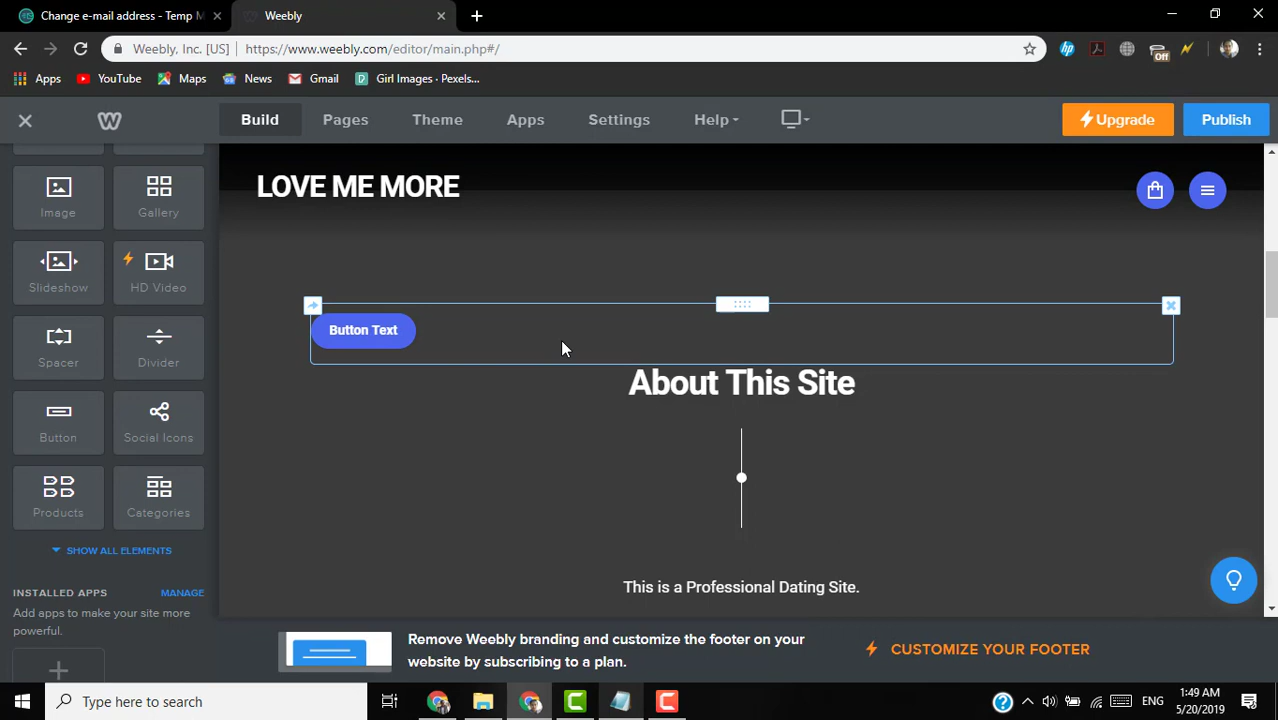 Change e-mail address - Temp M
Weebly
Weebly, Inc. [US] https://www.weebly.com/editor/main.php#/
Off
Apps YouTube Maps News Gmail Girl Images · Pexels...
Build Pages Theme Apps Settings Help Upgrade Publish
Image Gallery
Slideshow HD Video
Spacer Divider
Button Social Icons
Products Categories
SHOW ALL ELEMENTS
INSTALLED APPS MANAGE
Add apps to make your site more
powerful.
LOVE ME MORE
Button Text
About This Site
This is a Professional Dating Site.
Remove Weebly branding and customize the footer on your
website by subscribing to a plan.
CUSTOMIZE YOUR FOOTER
Type here to search
ENG
1:49 AM
5/20/2019